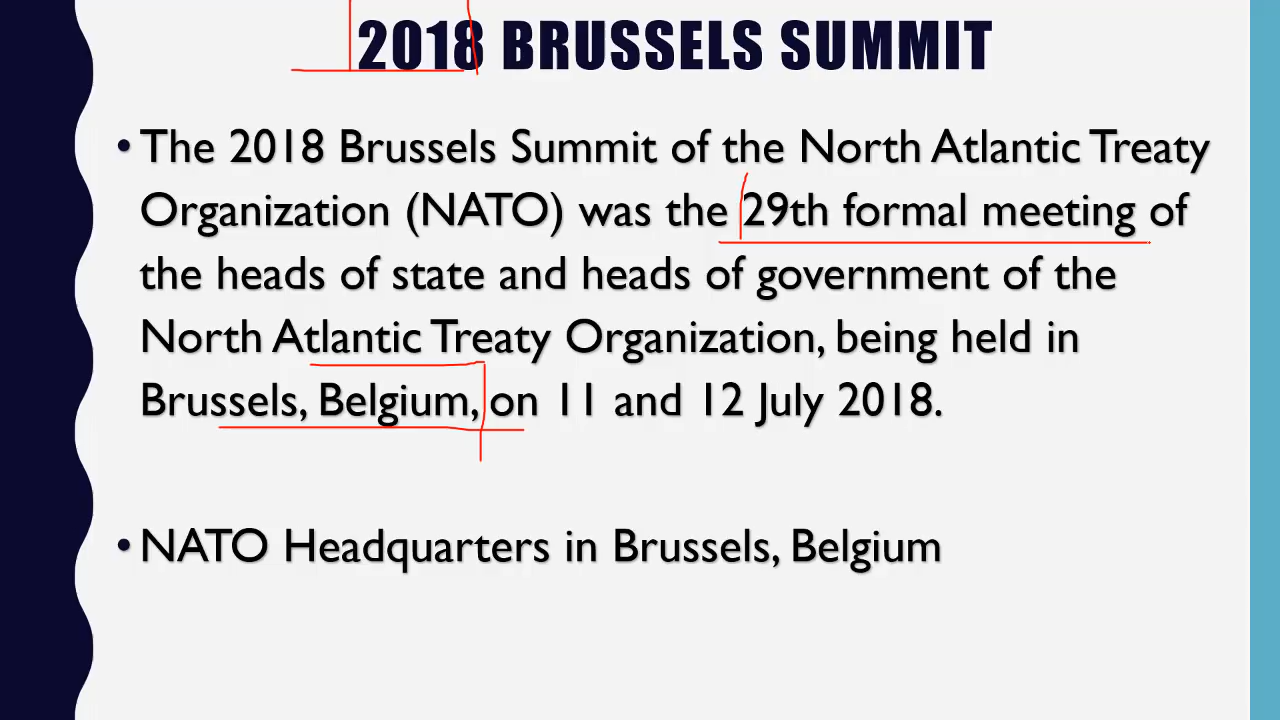 2018 BRUSSELS SUMMIT
• The 2018 Brussels Summit of the North Atlantic Treaty
Organization (NATO) was the 29th formal meeting of
the heads of state and heads of government of the
North Atlantic Treaty Organization, being held in
Brussels, Belgium, on 11 and 12 July 2018.
• NATO Headquarters in Brussels, Belgium